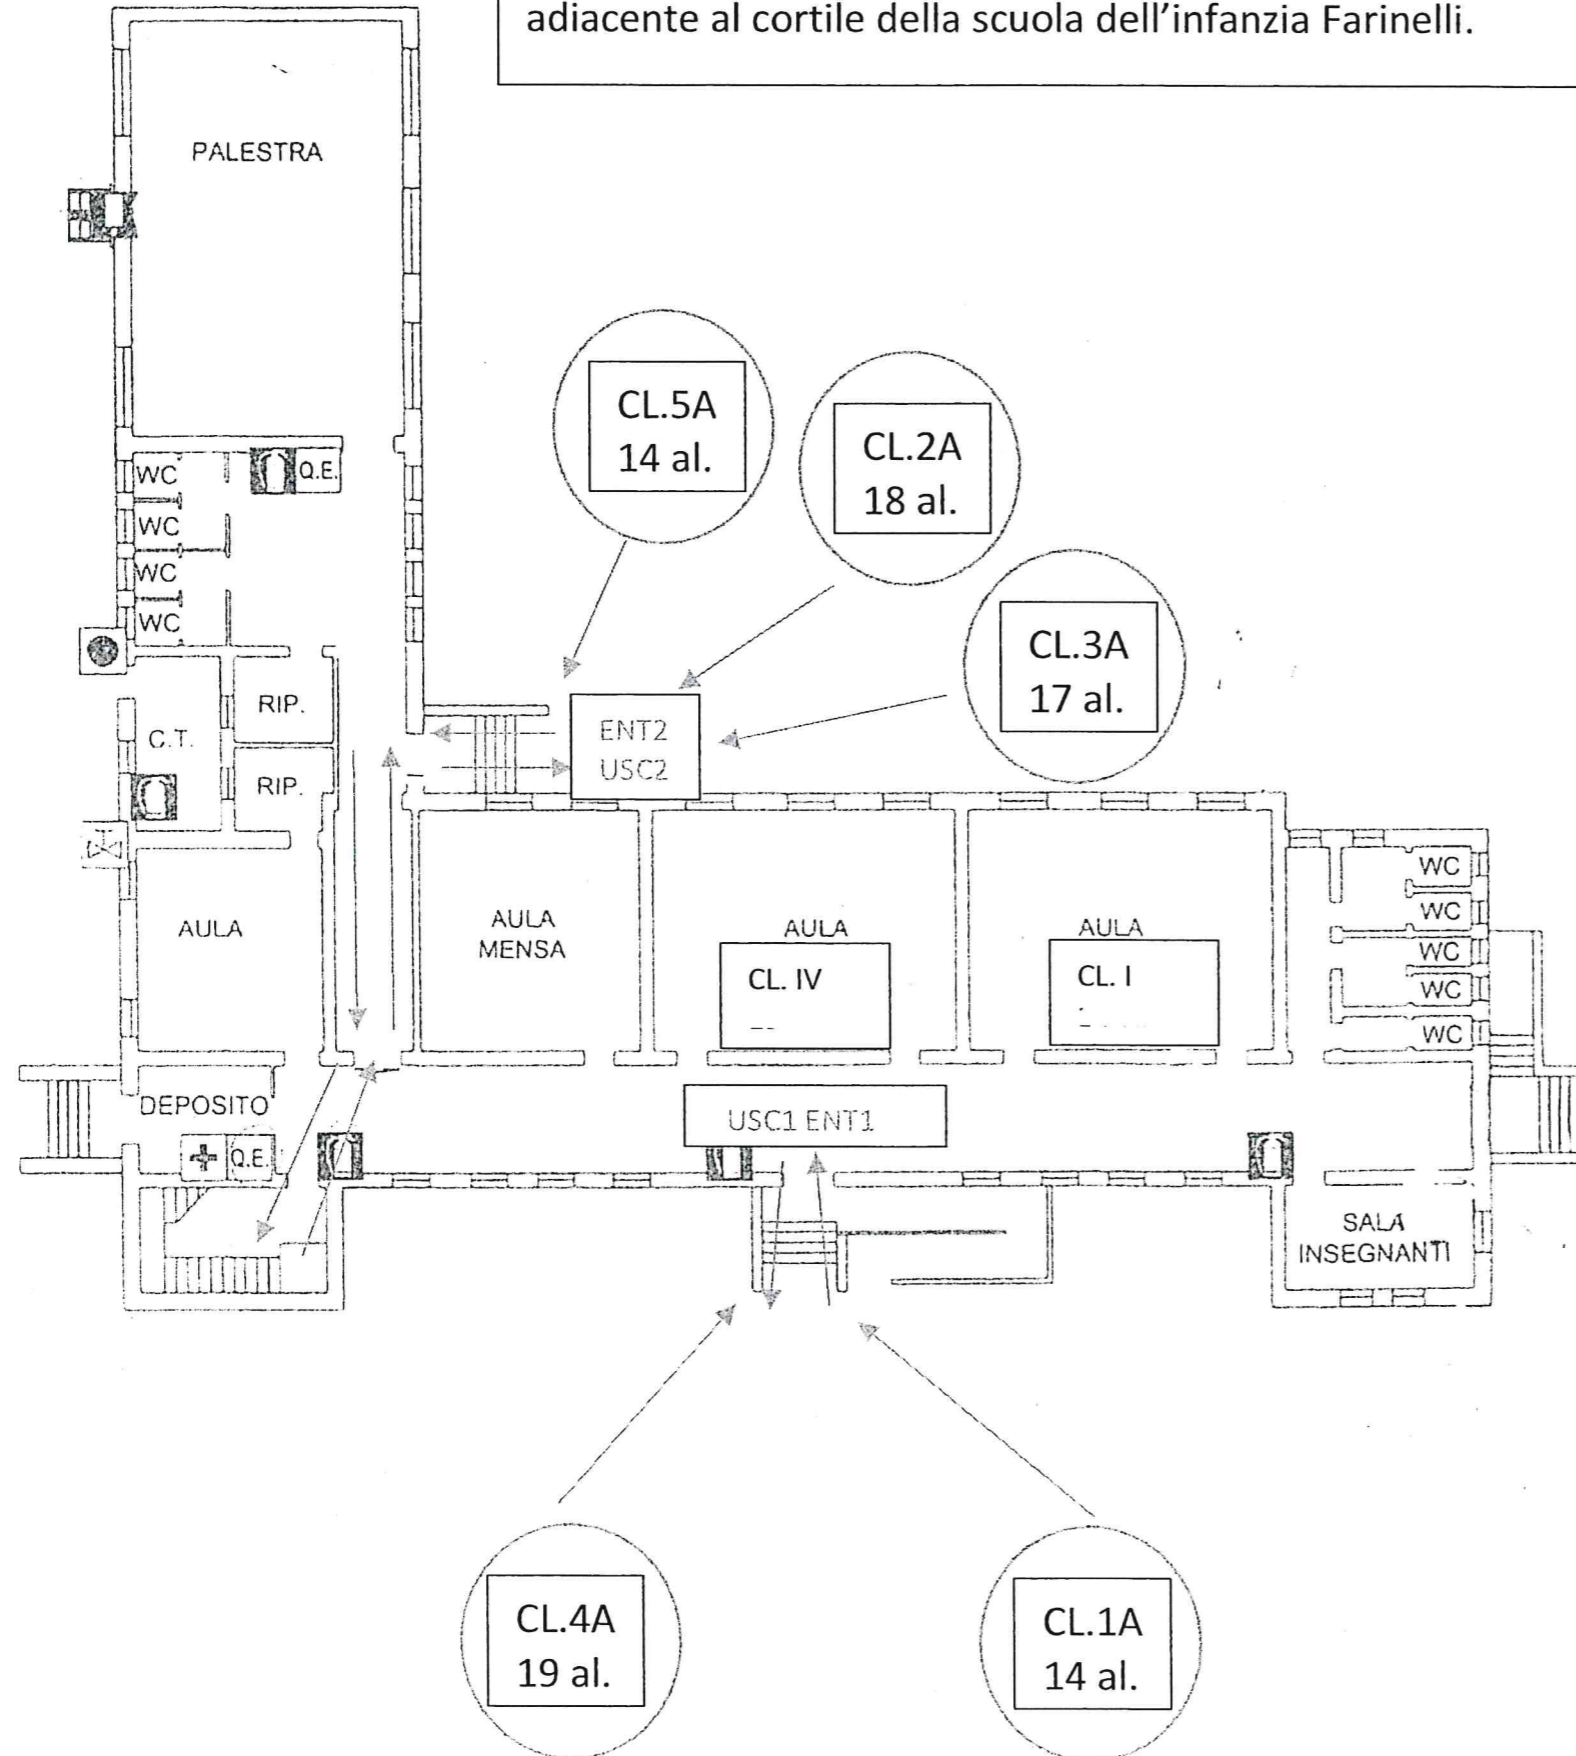 adiacente al cortile della scuola dell'infanzia Farinelli.
PALESTRA
CL.5A
14 al.
CL.2A
18 al.
WC
Q.E.
WC
WC
WC
CL.3A
17 al.
RIP.
C.T.
ENT2
USC2
RIP.
WC
AULA
AULA
MENSA
AULA
AULA
WC
CL. IV
CL. I
WC
WC
WC
DEPOSITO
USC1 ENT1
Q.E.
SALA
INSEGNANTI
CL.4A
19 al.
CL.1A
14 al.